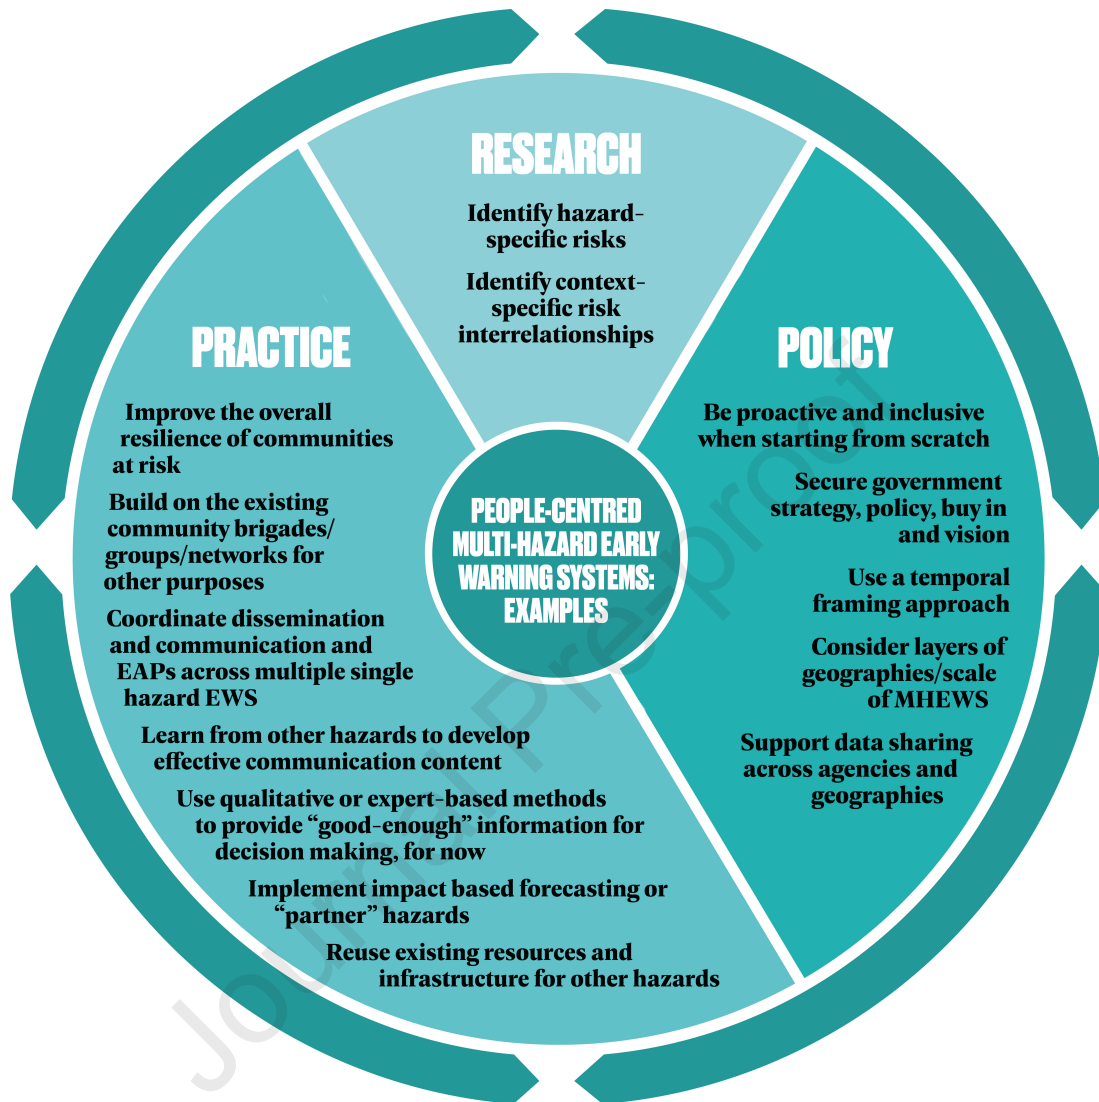 RESEARCH
Identify hazard-
specific risks
Identify context-
specific risk
interrelationships
PRACTICE
Improve the overall
resilience of communities
at risk
Build on the existing
community brigades/
groups/networks for
other purposes
Coordinate dissemination
and communication and
EAPs across multiple single
hazard EWS
Learn from other hazards to develop
effective communication content
Use qualitative or expert-based methods
to provide “good-enough” information for
decision making, for now
Implement impact based forecasting or
“partner” hazards
Reuse existing resources and
infrastructure for other hazards
PEOPLE-CENTRED
MULTI-HAZARD EARLY
WARNING SYSTEMS:
EXAMPLES
POLICY
Be proactive and inclusive
when starting from scratch
Secure government
strategy, policy, buy in
and vision
Use a temporal
framing approach
Consider layers of
geographies/scale
of MHEWS
Support data sharing
across agencies and
geographies
Journal Pre-proof